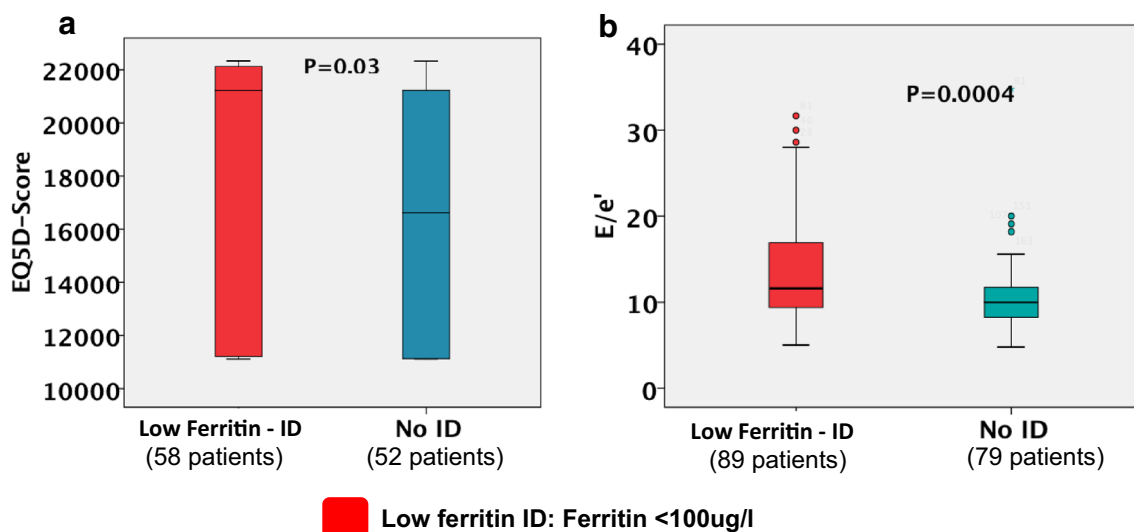 a
EQ5D-Score
22000
20000
18000
16000
14000
12000
10000
P=0.03
Low Ferritin - ID
(58 patients)
No ID
(52 patients)
b
E/e'
40
30
20
10
0
P=0.0004
151
Low Ferritin - ID
(89 patients)
No ID
(79 patients)
Low ferritin ID: Ferritin <100ug/l